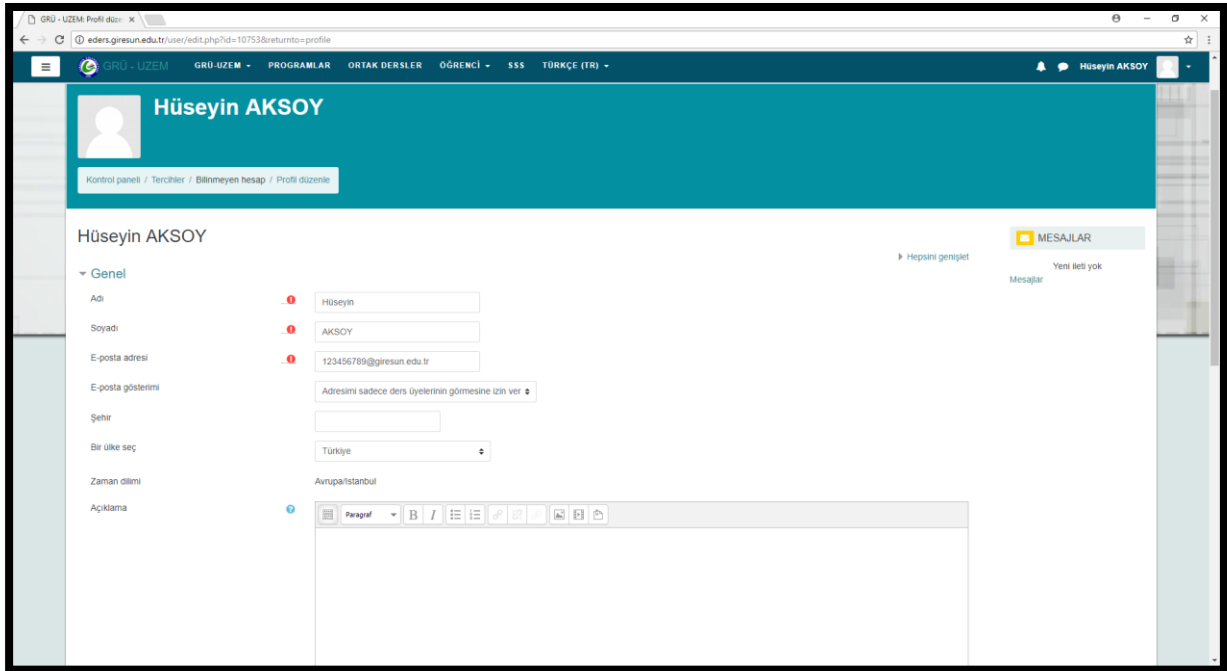 GRÜ - UZEM: Profil düze
eders.giresun.edu.tr/user/edit.php?id=10753&returnto=profile
GRÜ - UZEM GRÜ-UZEM PROGRAMLAR ORTAK DERSLER ÖĞRENCİ SSS TÜRKÇE (TR) Hüseyin AKSOY
Hüseyin AKSOY
Kontrol paneli / Tercihler / Bilinmeyen hesap / Profil düzenle
Hüseyin AKSOY
Hepsini genişlet
Genel
Adı Hüseyin
Soyadı AKSOY
E-posta adresi 123456789@giresun.edu.tr
E-posta gösterimi Adresimi sadece ders üyelerinin görmesine izin ver
Şehir
Bir ülke seç Türkiye
Zaman dilimi Avrupa/İstanbul
Açıklama Paragraf B I
MESAJLAR
Yeni ileti yok
Mesajlar